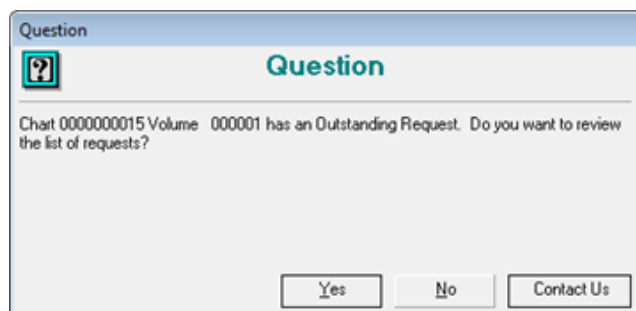 Question
Question
Chart 0000000015 Volume   000001 has an Outstanding Request.  Do you want to review
the list of requests?
Yes No Contact Us